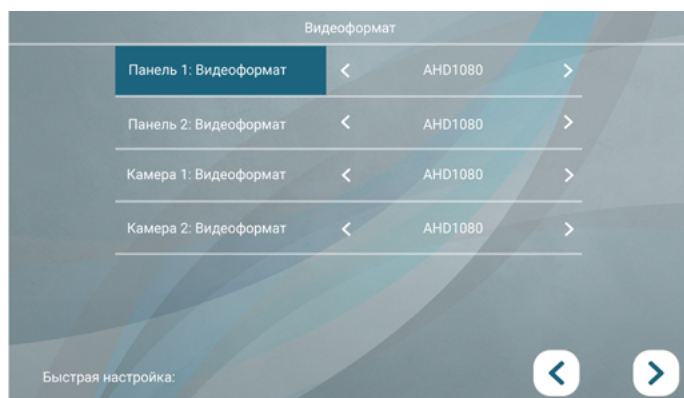 Видеоформат
Панель 1: Видеоформат AHD1080
Панель 2: Видеоформат AHD1080
Камера 1: Видеоформат AHD1080
Камера 2: Видеоформат AHD1080
Быстрая настройка: